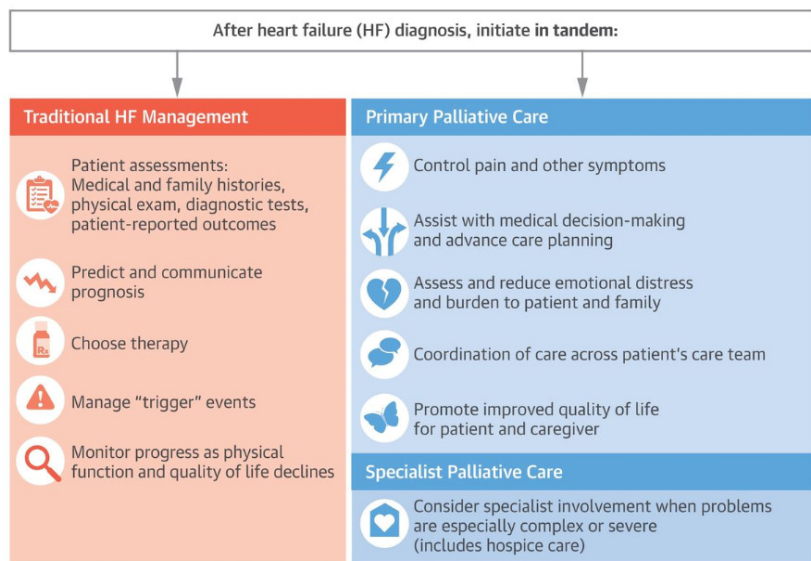 After heart failure (HF) diagnosis, initiate in tandem:
Traditional HF Management
Patient assessments:
Medical and family histories,
physical exam, diagnostic tests,
patient-reported outcomes
Predict and communicate
prognosis
Rx
Choose therapy
Manage “trigger” events
Monitor progress as physical
function and quality of life declines
Primary Palliative Care
Control pain and other symptoms
Assist with medical decision-making
and advance care planning
Assess and reduce emotional distress
and burden to patient and family
Coordination of care across patient’s care team
Promote improved quality of life
for patient and caregiver
Specialist Palliative Care
Consider specialist involvement when problems
are especially complex or severe
(includes hospice care)